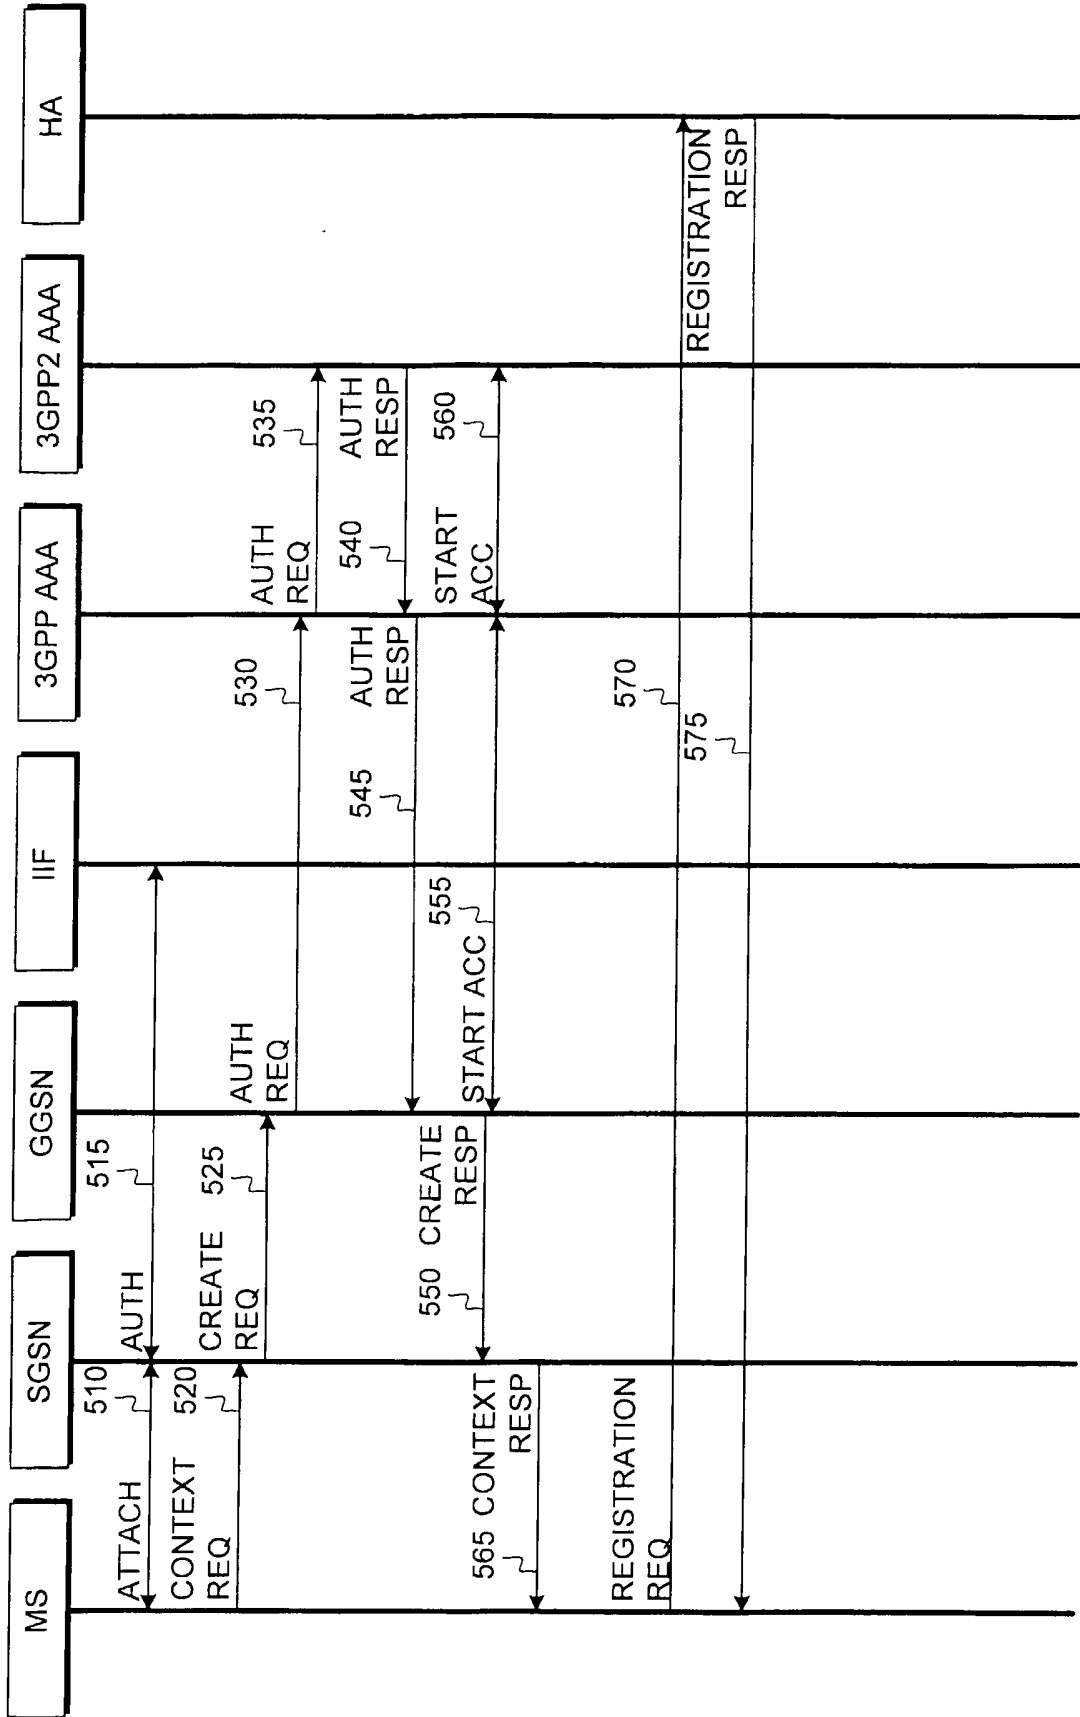 MS
SGSN
GGSN
IIF
3GPP AAA
3GPP2 AAA
HA
ATTACH
510
AUTH
515
CONTEXT
REQ
520
CREATE
REQ
525
AUTH
REQ
530
AUTH
REQ
535
540
AUTH
RESP
545
AUTH
RESP
550 CREATE
RESP
START ACC
555
START
ACC
560
565 CONTEXT
RESP
REGISTRATION
REQ
570
575
REGISTRATION
RESP